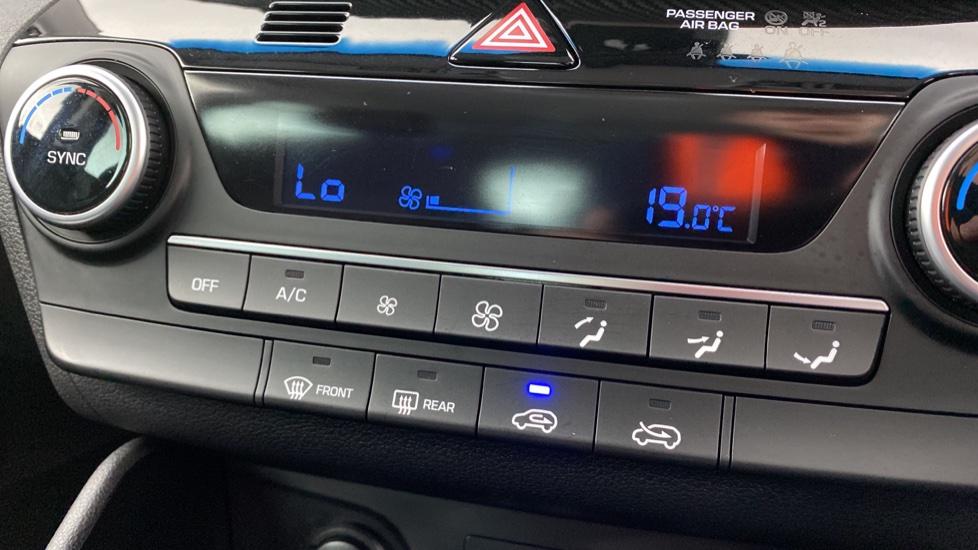 PASSENGER
AIR BAG
ON
OFF
SYNC
Lo
19.0°C
OFF
A/C
FRONT
REAR